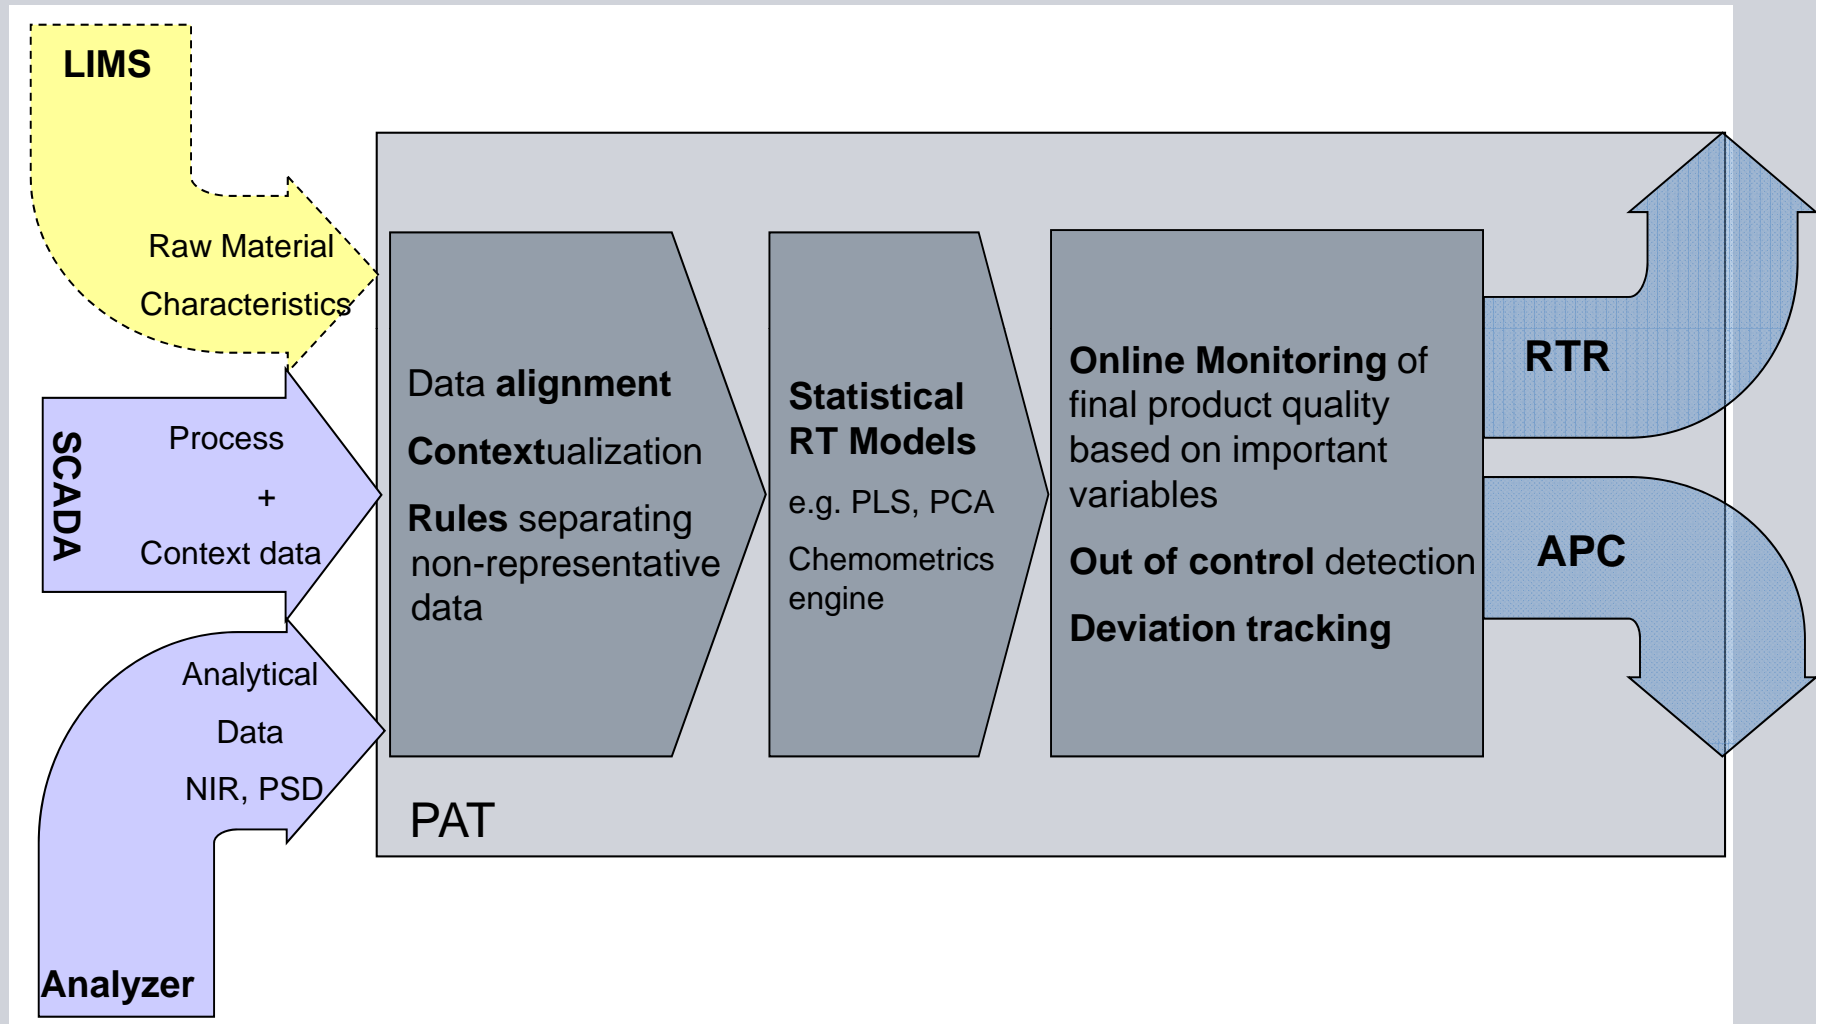 LIMS
Raw Material
Characteristics
SCADA
Process
+
Context data
Analytical
Data
NIR, PSD
Analyzer
Data alignment
Contextualization
Rules separating
non-representative
data
Statistical
RT Models
e.g. PLS, PCA
Chemometrics
engine
Online Monitoring of
final product quality
based on important
variables
Out of control detection
Deviation tracking
RTR
APC
PAT